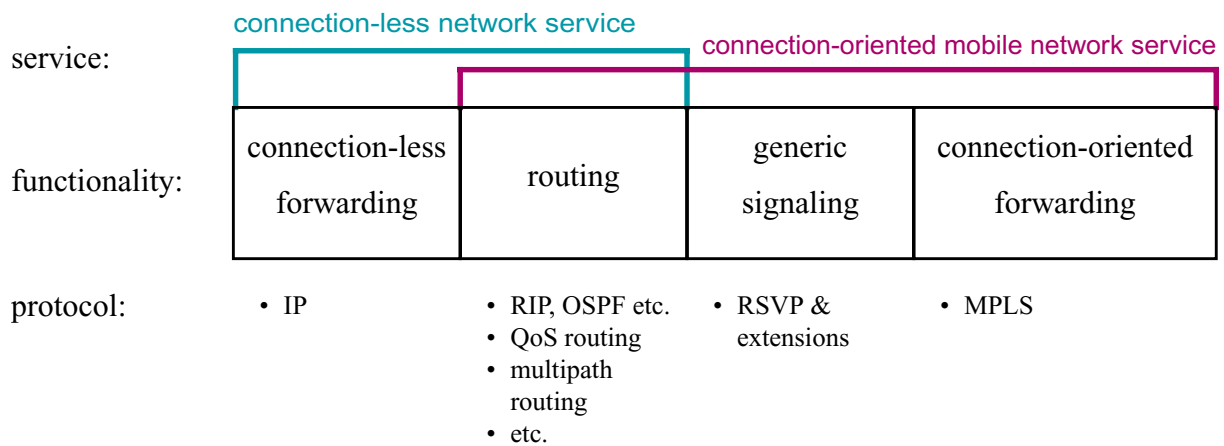 connection-less network service
service:
connection-oriented mobile network service
functionality:
connection-less
forwarding
routing
generic
signaling
connection-oriented
forwarding
protocol:
• IP
• RIP, OSPF etc.
• QoS routing
• multipath
routing
• etc.
• RSVP &
extensions
• MPLS